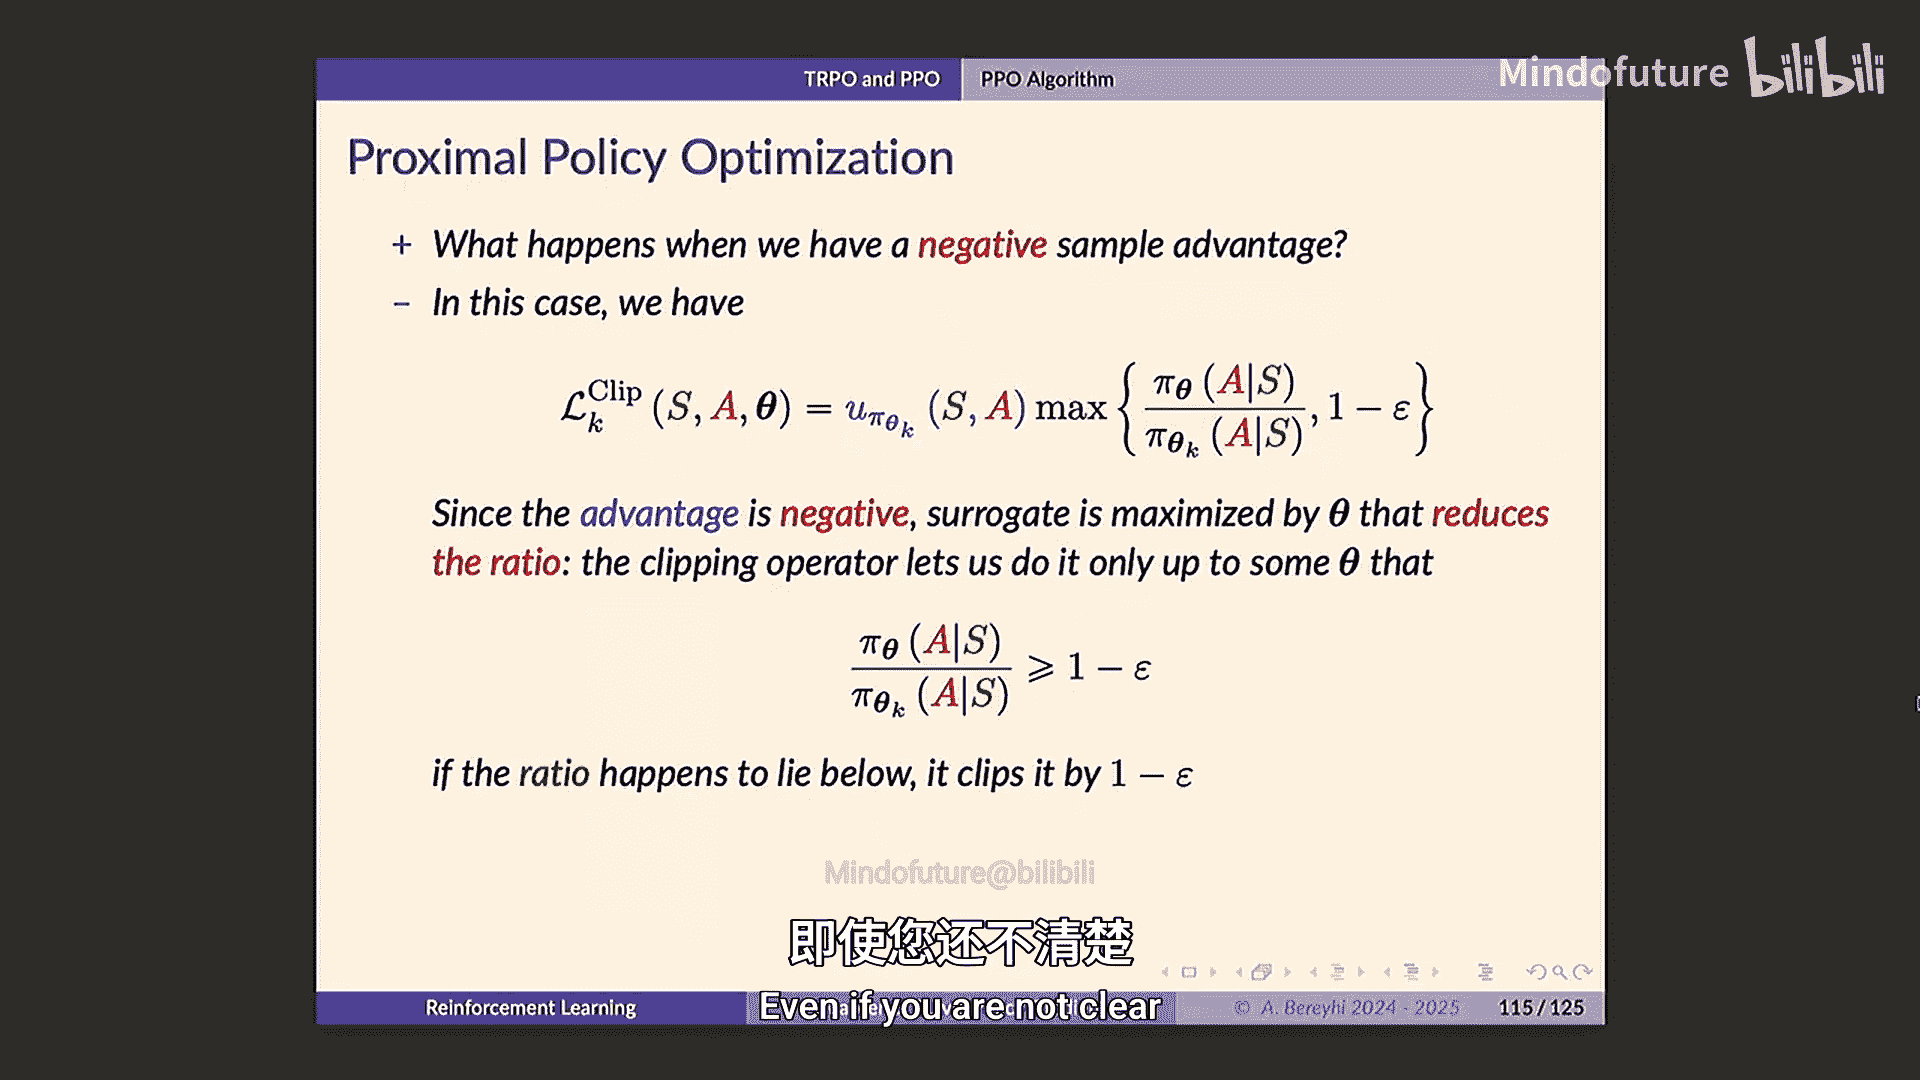 TRPO and PPO PPO Algorithm
Mindofuture bilibili
Proximal Policy Optimization
+ What happens when we have a negative sample advantage?
− In this case, we have
ℒ_k^Clip (S, A, θ) = u_{π_{θ_k}} (S, A) max { π_θ (A|S) / π_{θ_k} (A|S) , 1 − ε }
Since the advantage is negative, surrogate is maximized by θ that reduces
the ratio: the clipping operator lets us do it only up to some θ that
π_θ (A|S) / π_{θ_k} (A|S) ⩾ 1 − ε
if the ratio happens to lie below, it clips it by 1 − ε
Mindofuture@bilibili
即使您还不清楚
Even if you are not clear
Reinforcement Learning
© A. Bereyhi 2024 - 2025
115 / 125